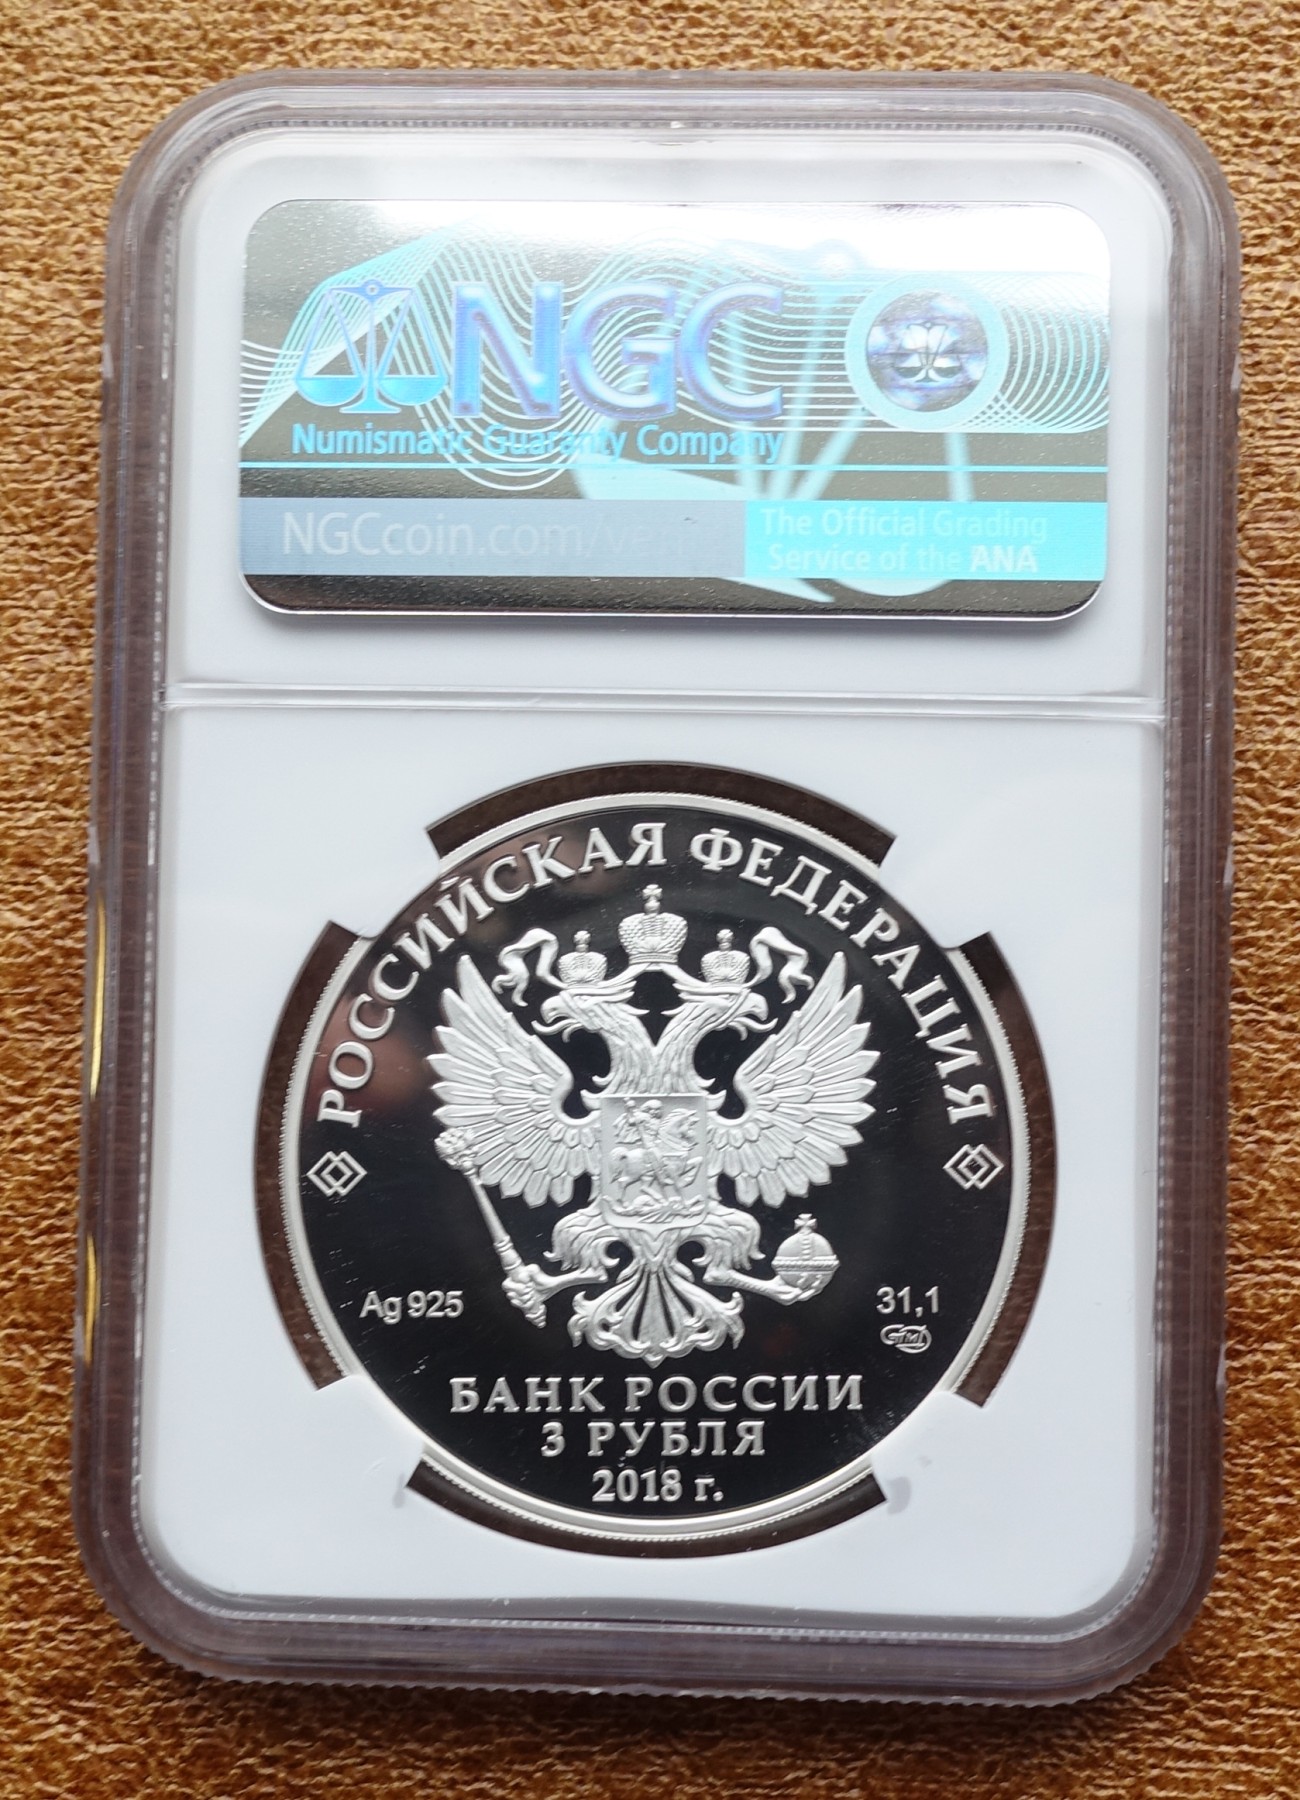 NGC
Numismatic Guaranty Company
NGCcoin.com/verify
The Official Grading
Service of the ANA
РОССИЙСКАЯ ФЕДЕРАЦИЯ
Ag 925
31,1
БАНК РОССИИ
3 РУБЛЯ
2018 г.